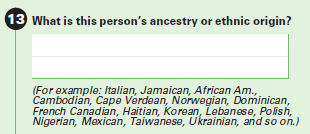 13 What is this person's ancestry or ethnic origin?
(For example: Italian, Jamaican, African Am.,
Cambodian, Cape Verdean, Norwegian, Dominican,
French Canadian, Haitian, Korean, Lebanese, Polish,
Nigerian, Mexican, Taiwanese, Ukrainian, and so on.)